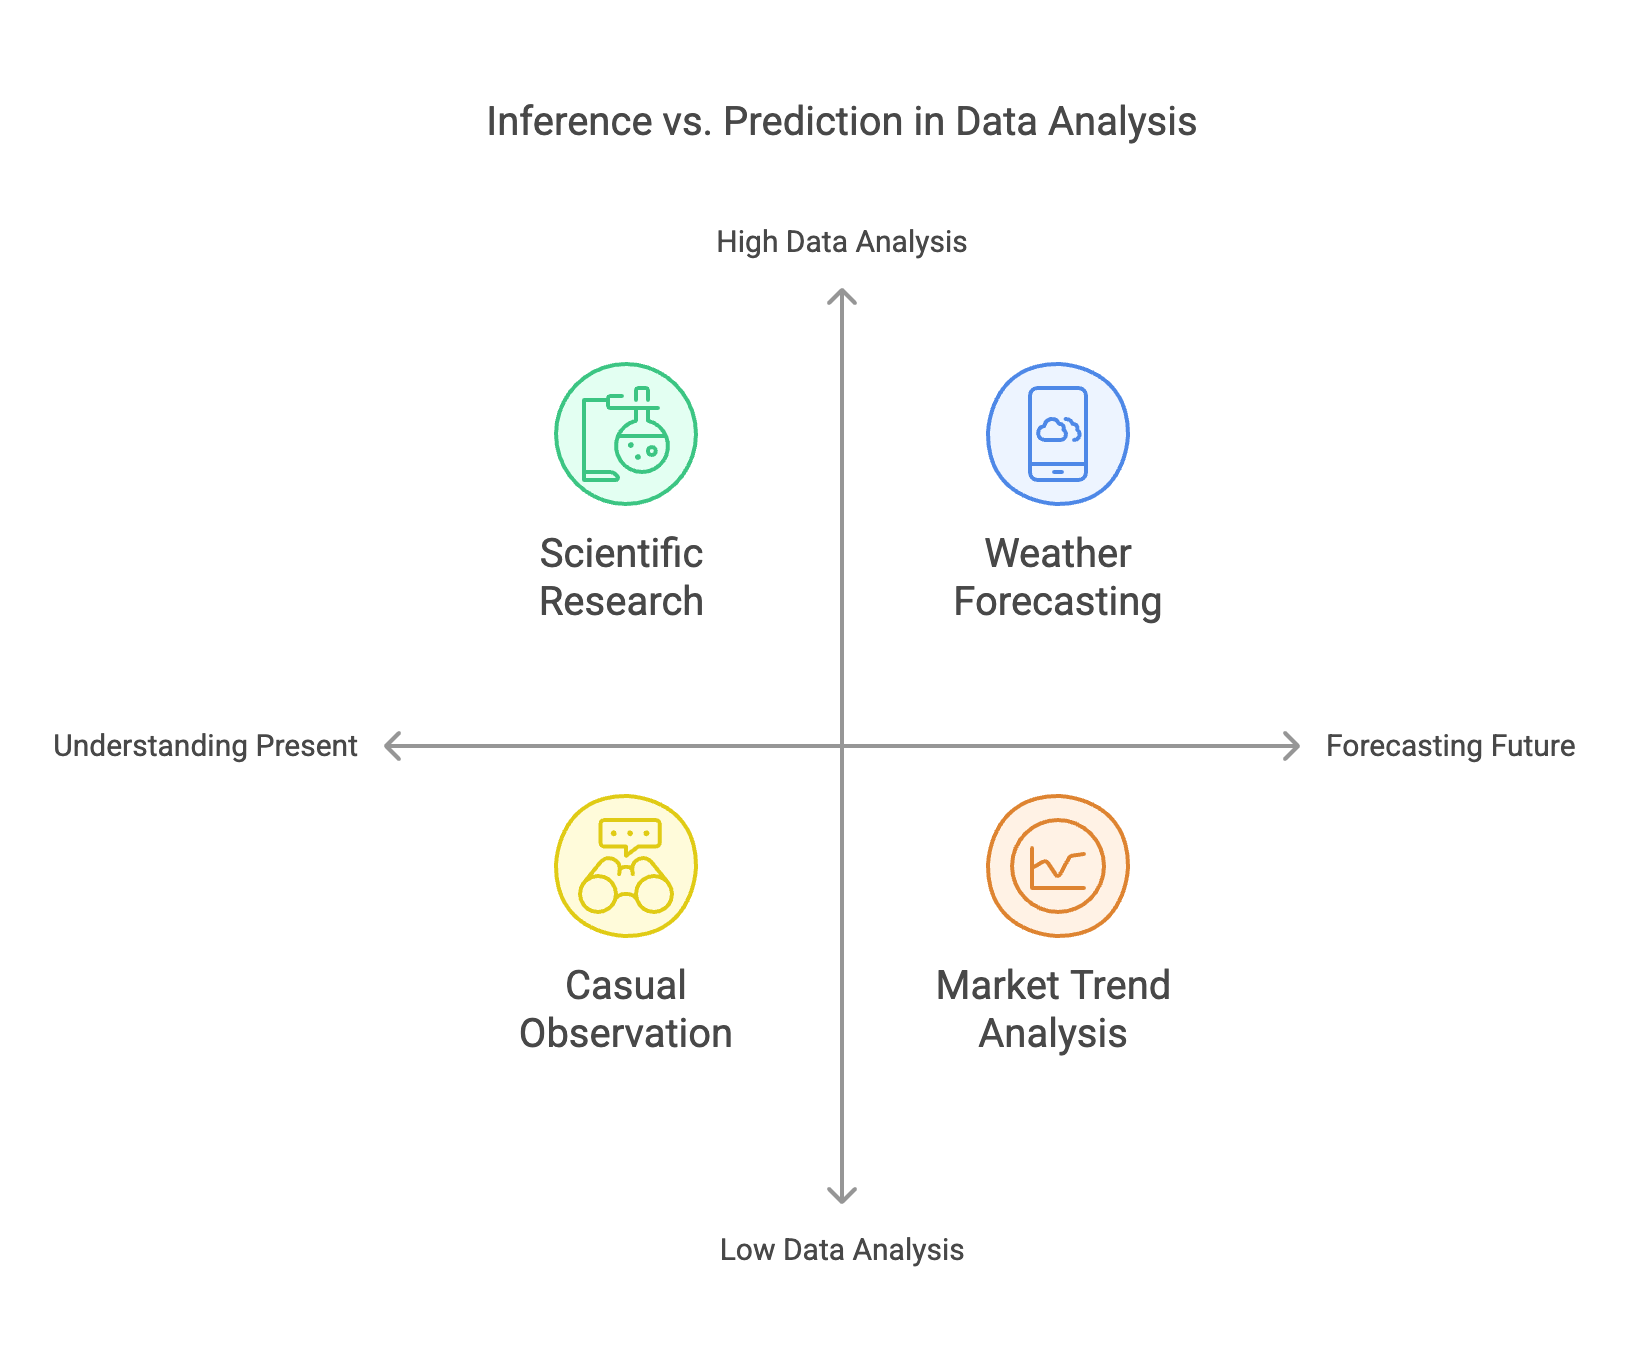 Inference vs. Prediction in Data Analysis
High Data Analysis
Scientific
Research
Weather
Forecasting
Understanding Present
Forecasting Future
Casual
Observation
Market Trend
Analysis
Low Data Analysis